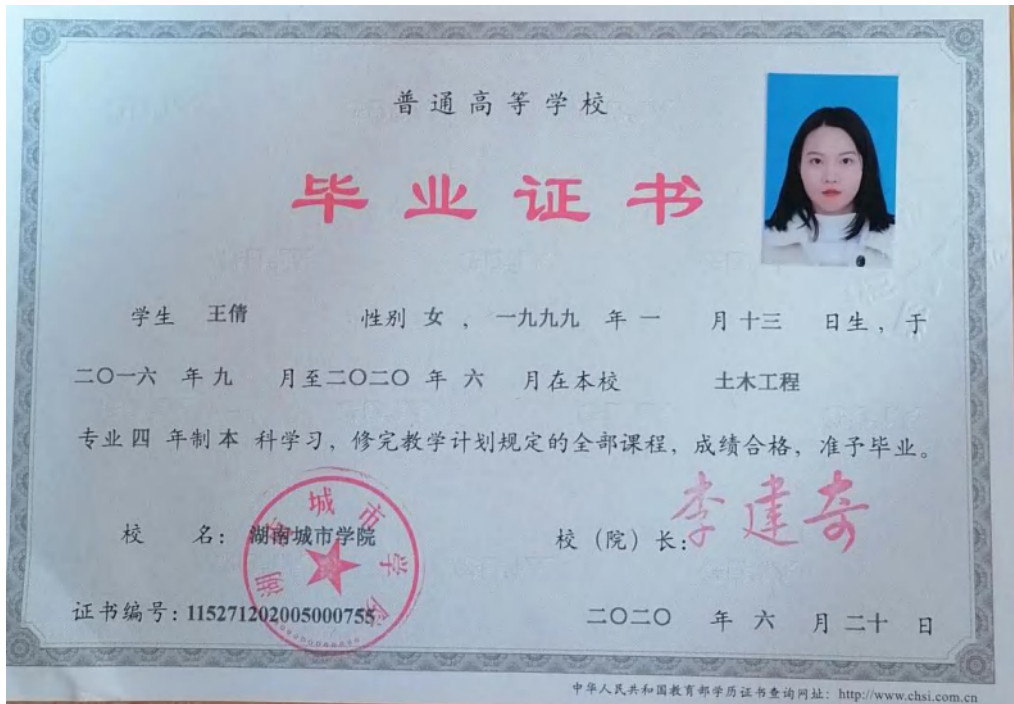 普通高等学校
毕业证书
学生 王倩 性别 女 , 一九九九 年 一 月 十三 日生, 于
二〇一六 年 九 月至二〇二〇 年 六 月在本校 土木工程
专业 四 年制 本 科学习, 修完教学计划规定的全部课程, 成绩合格, 准予毕业。
湖南城市学院
校 名: 湖南城市学院
校（院）长: 李建奇
证书编号: 115271202005000755
二〇二〇 年 六 月 二十 日
中华人民共和国教育部学历证书查询网址: http://www.chsi.com.cn